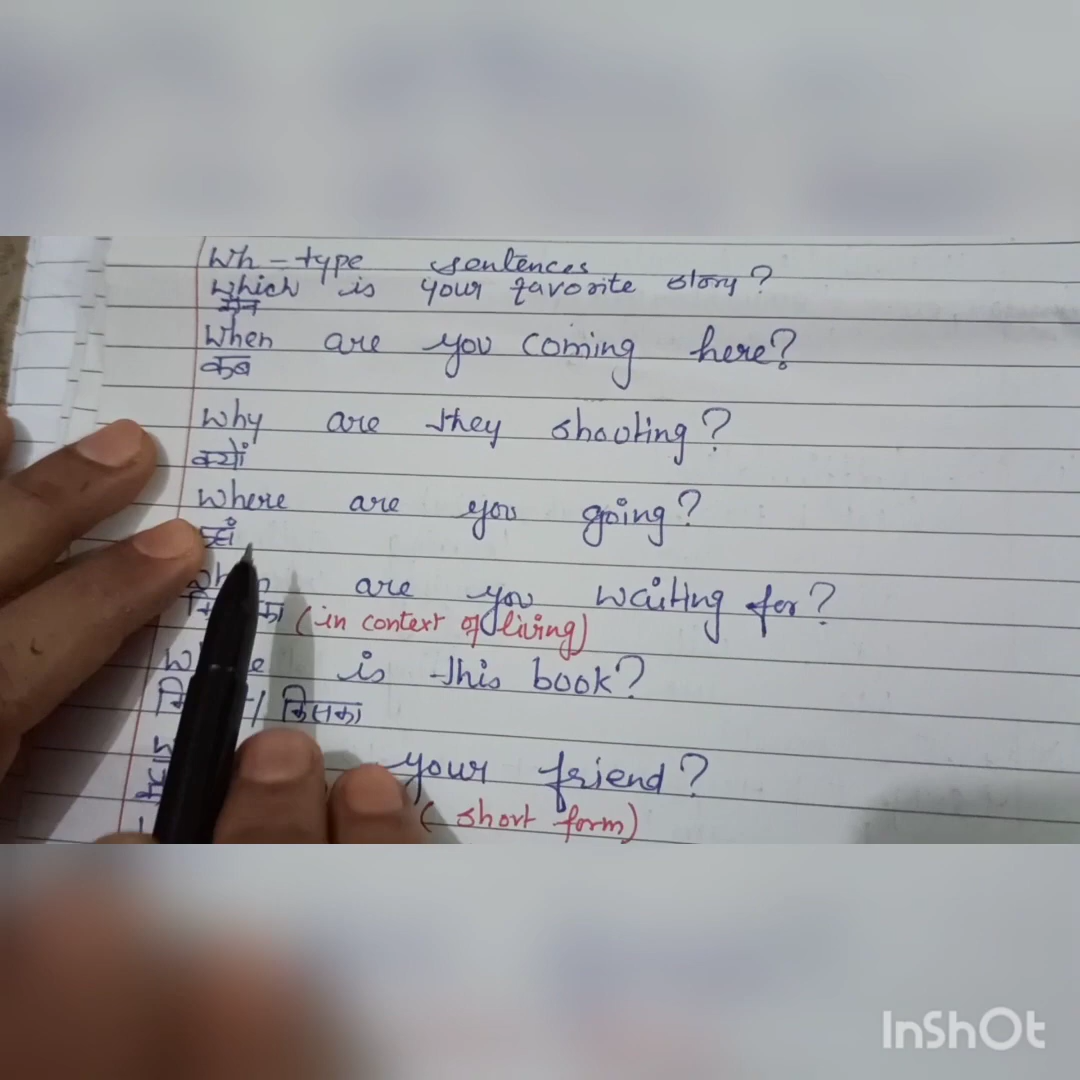 Wh-type sentences
Which is your favorite story?
कौन
When are you coming here?
कब
Why are they shooting?
क्यों
Where are you going?
are you waiting for?
(in context of living)
is this book?
/ किसका
your friend?
(short form)
InShOt